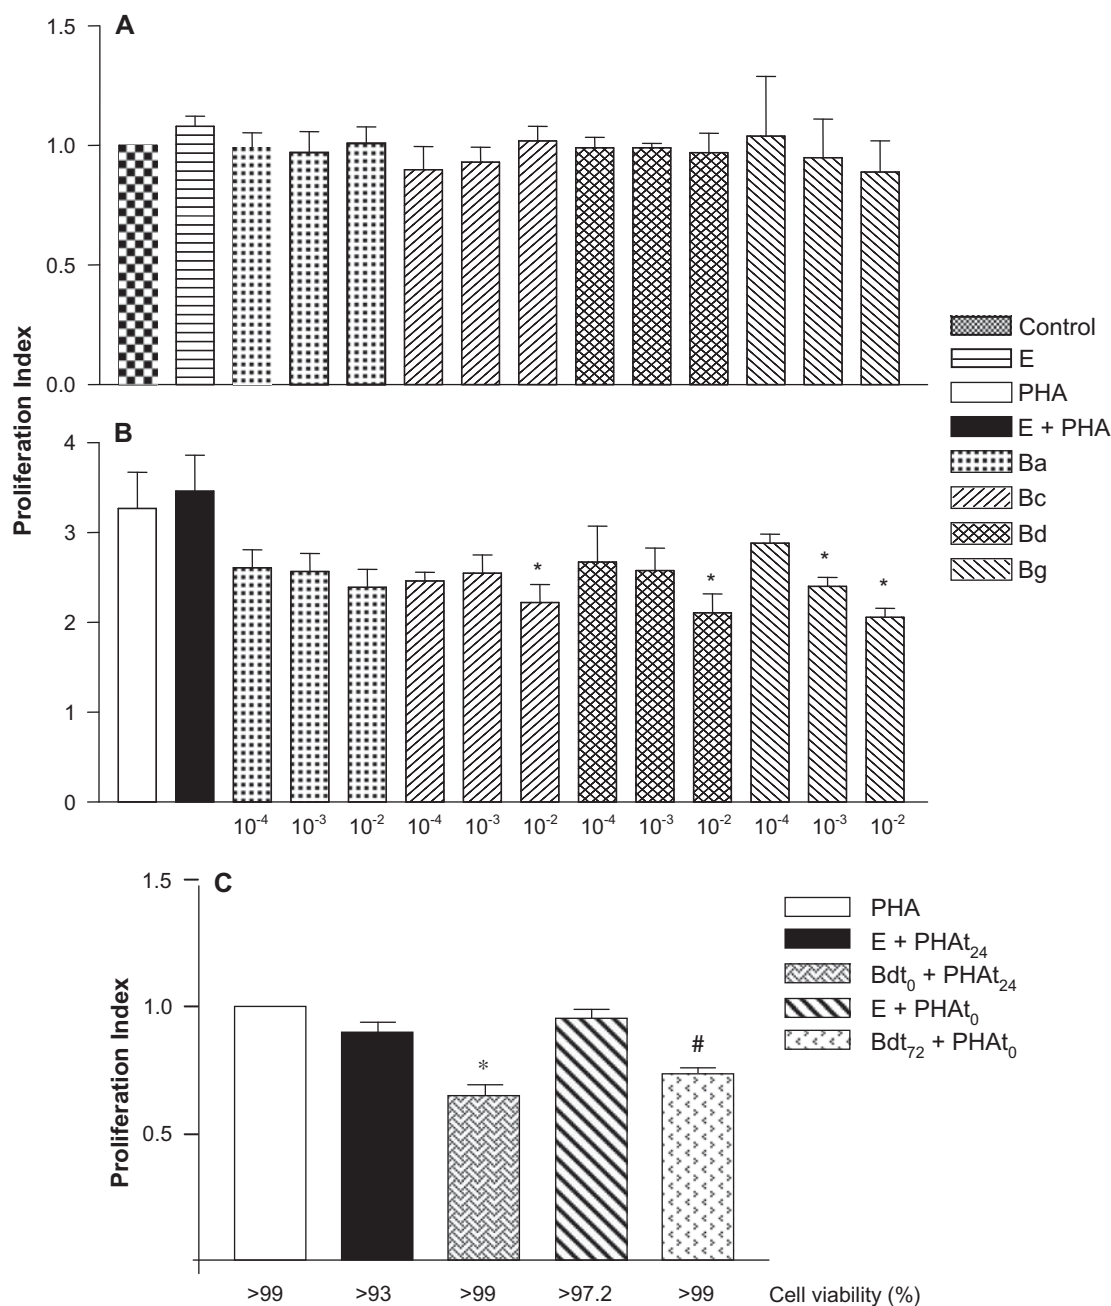 A
1.5
1.0
0.5
0.0
Proliferation Index
Control
E
PHA
E + PHA
Ba
Bc
Bd
Bg
B
4
3
2
1
0
* * * *
10⁻⁴ 10⁻³ 10⁻² 10⁻⁴ 10⁻³ 10⁻² 10⁻⁴ 10⁻³ 10⁻² 10⁻⁴ 10⁻³ 10⁻²
C
1.5
1.0
0.5
Proliferation Index
* #
PHA
E + PHAt₂₄
Bdt₀ + PHAt₂₄
E + PHAt₀
Bdt₇₂ + PHAt₀
>99 >93 >99 >97.2 >99 Cell viability (%)